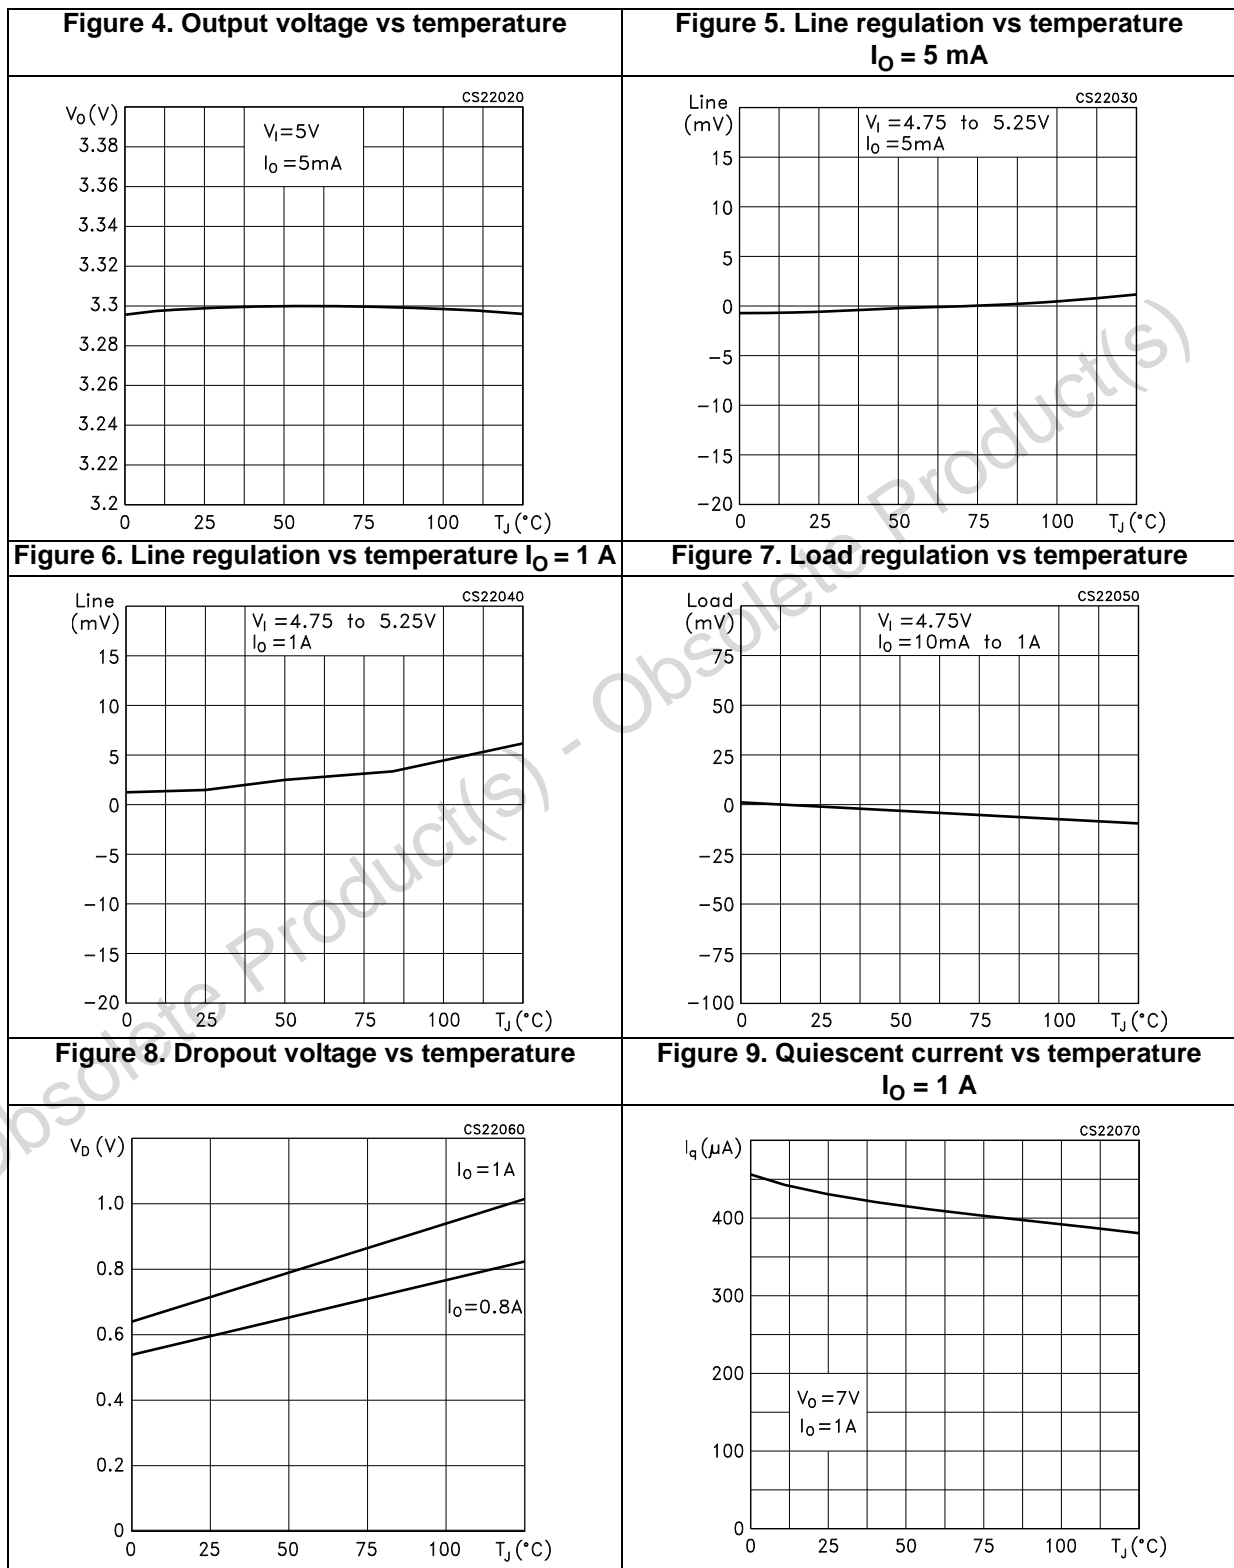 Figure 4. Output voltage vs temperature
CS22020
V_O (V)
V_I=5V
I_O =5mA
3.38
3.36
3.34
3.32
3.3
3.28
3.26
3.24
3.22
3.2
0 25 50 75 100 T_J (°C)
Figure 5. Line regulation vs temperature
I_O = 5 mA
CS22030
Line
(mV)
V_I =4.75 to 5.25V
I_O =5mA
15
10
5
0
−5
−10
−15
−20
0 25 50 75 100 T_J (°C)
Figure 6. Line regulation vs temperature I_O = 1 A
CS22040
Line
(mV)
V_I =4.75 to 5.25V
I_O =1A
15
10
5
0
−5
−10
−15
−20
0 25 50 75 100 T_J (°C)
Figure 7. Load regulation vs temperature
CS22050
Load
(mV)
V_I =4.75V
I_O =10mA to 1A
75
50
25
0
−25
−50
−75
−100
0 25 50 75 100 T_J (°C)
Figure 8. Dropout voltage vs temperature
CS22060
V_D (V)
I_O =1A
1.0
0.8
I_O=0.8A
0.6
0.4
0.2
0
0 25 50 75 100 T_J (°C)
Figure 9. Quiescent current vs temperature
I_O = 1 A
CS22070
I_q (μA)
400
300
200
V_O =7V
I_O =1A
100
0
0 25 50 75 100 T_J (°C)
Obsolete Product(s) - Obsolete Product(s)